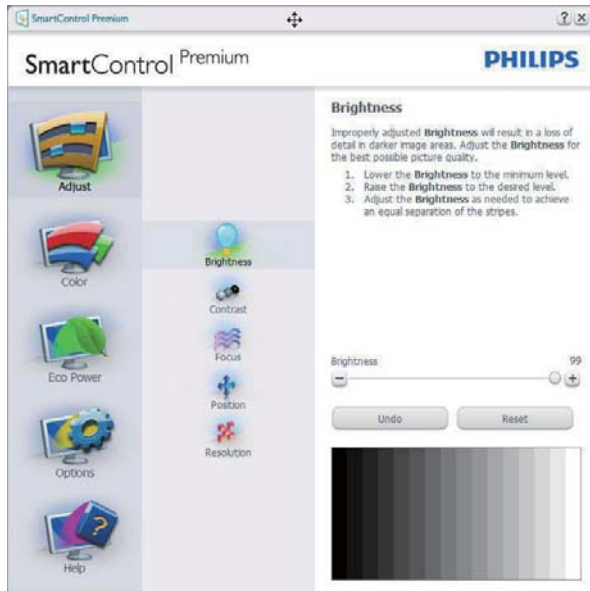 SmartControl Premium
? x
SmartControl Premium
PHILIPS
Adjust
Color
Eco Power
Options
?
Help
Brightness
Contrast
Focus
Position
Resolution
Brightness
Improperly adjusted Brightness will result in a loss of
detail in darker image areas. Adjust the Brightness for
the best possible picture quality.
1. Lower the Brightness to the minimum level.
2. Raise the Brightness to the desired level.
3. Adjust the Brightness as needed to achieve
an equal separation of the stripes.
Brightness 99
- +
Undo Reset